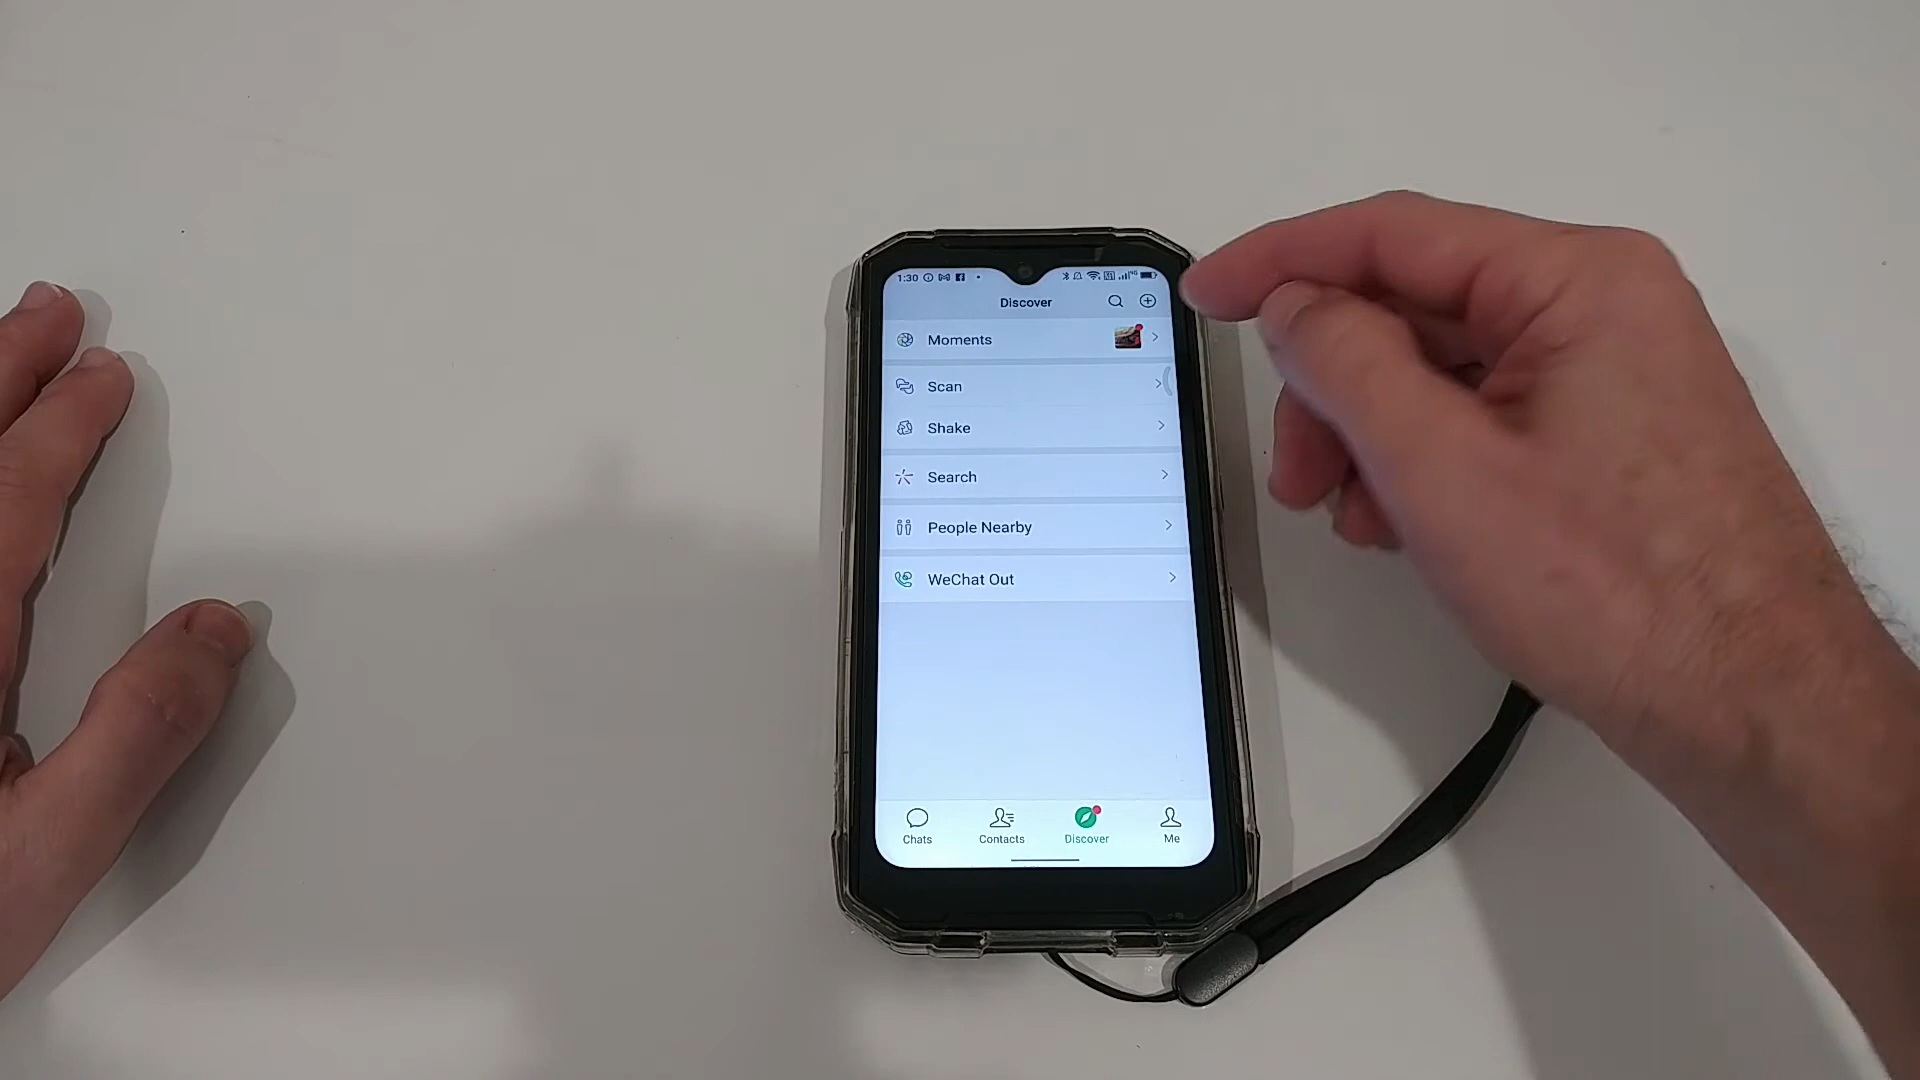 1:30
Discover
Moments
Scan
Shake
Search
People Nearby
WeChat Out
Chats Contacts Discover Me